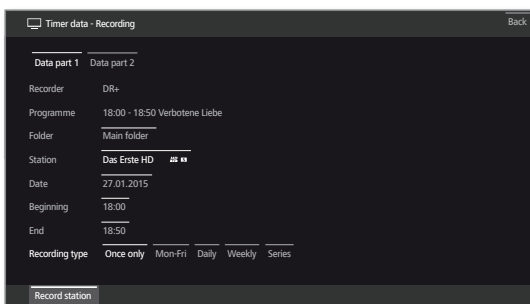 Timer data - Recording Back
Data part 1 Data part 2
Recorder DR+
Programme 18:00 - 18:50 Verbotene Liebe
Folder Main folder
Station Das Erste HD
Date 27.01.2015
Beginning 18:00
End 18:50
Recording type Once only Mon-Fri Daily Weekly Series
Record station